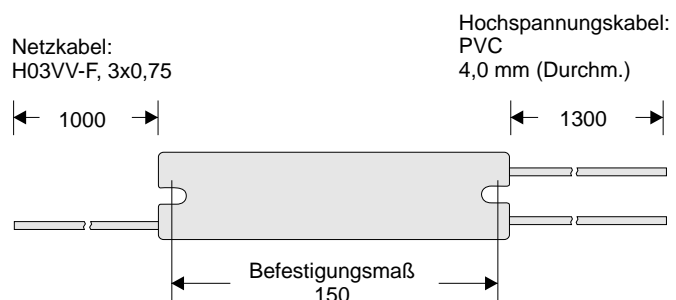 Netzkabel:
H03VV-F, 3x0,75
Hochspannungskabel:
PVC
4,0 mm (Durchm.)
1000
1300
Befestigungsmaß
150